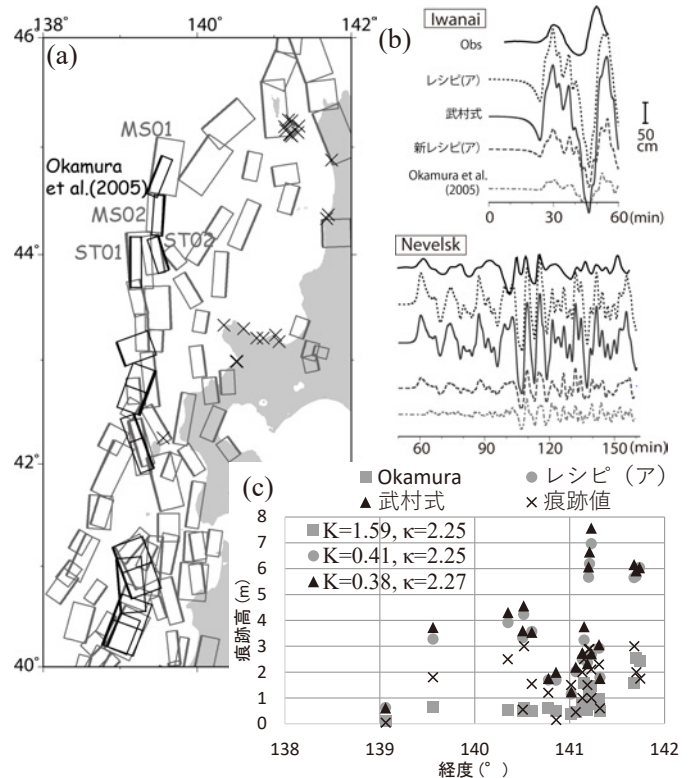 138°
140°
142°
46°
(a)
MS01
Okamura
et al.(2005)
MS02
ST01
ST02
44°
42°
40°
(b)
Iwanai
Obs
レシピ(ア)
武村式
新レシピ(ア)
Okamura et al.
(2005)
50
cm
0 30 60 (min)
Nevelsk
50 70 90 110 130 150 (min)
(c)
■ Okamura ● レシピ（ア）
▲ 武村式 × 痕跡値
K=1.59, κ=2.25
K=0.41, κ=2.25
K=0.38, κ=2.27
痕跡高(m)
8
7
6
5
4
3
2
1
0
138 139 140 141 142
経度(°)